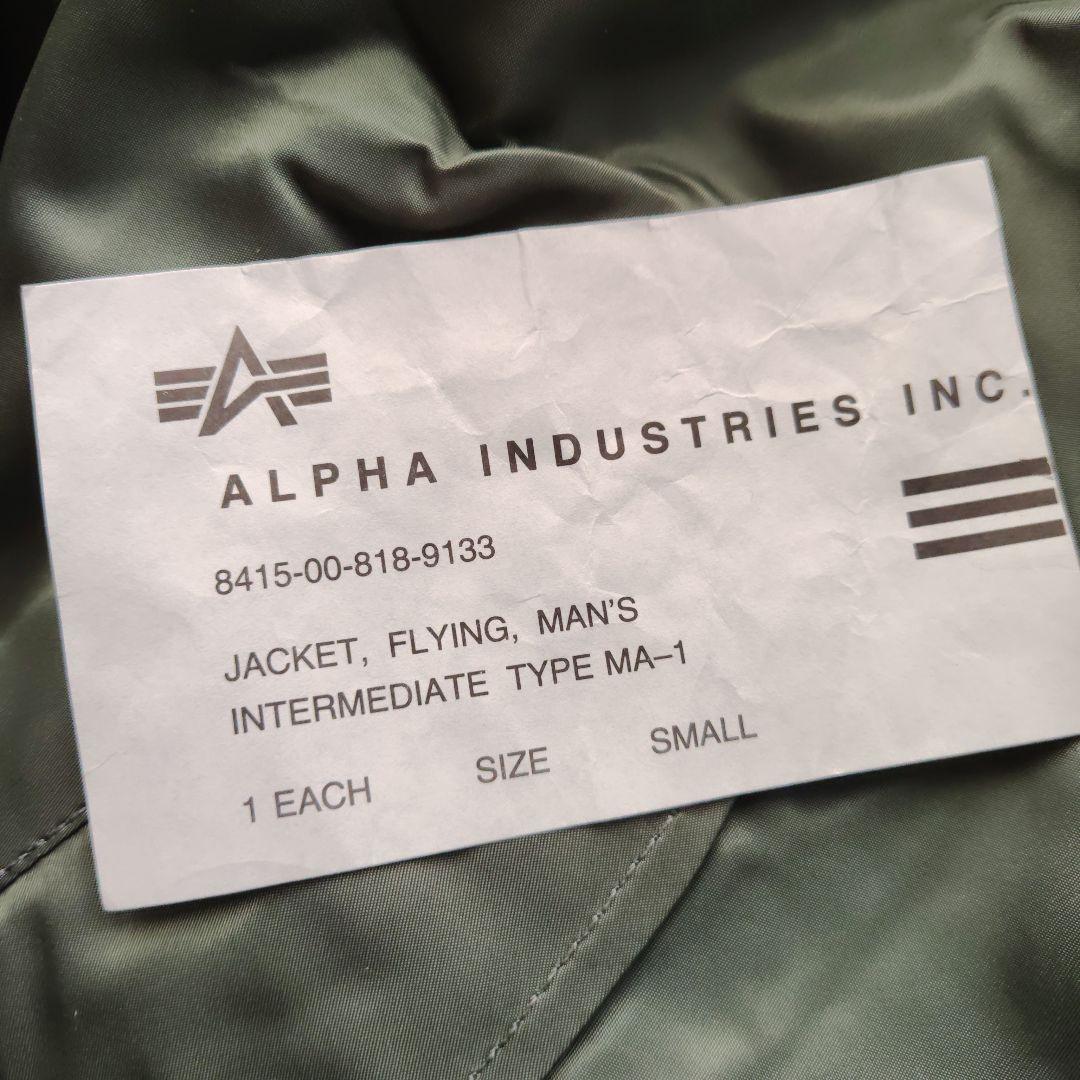 ALPHA INDUSTRIES INC.
8415-00-818-9133
JACKET, FLYING, MAN'S
INTERMEDIATE TYPE MA–1
1 EACH SIZE SMALL